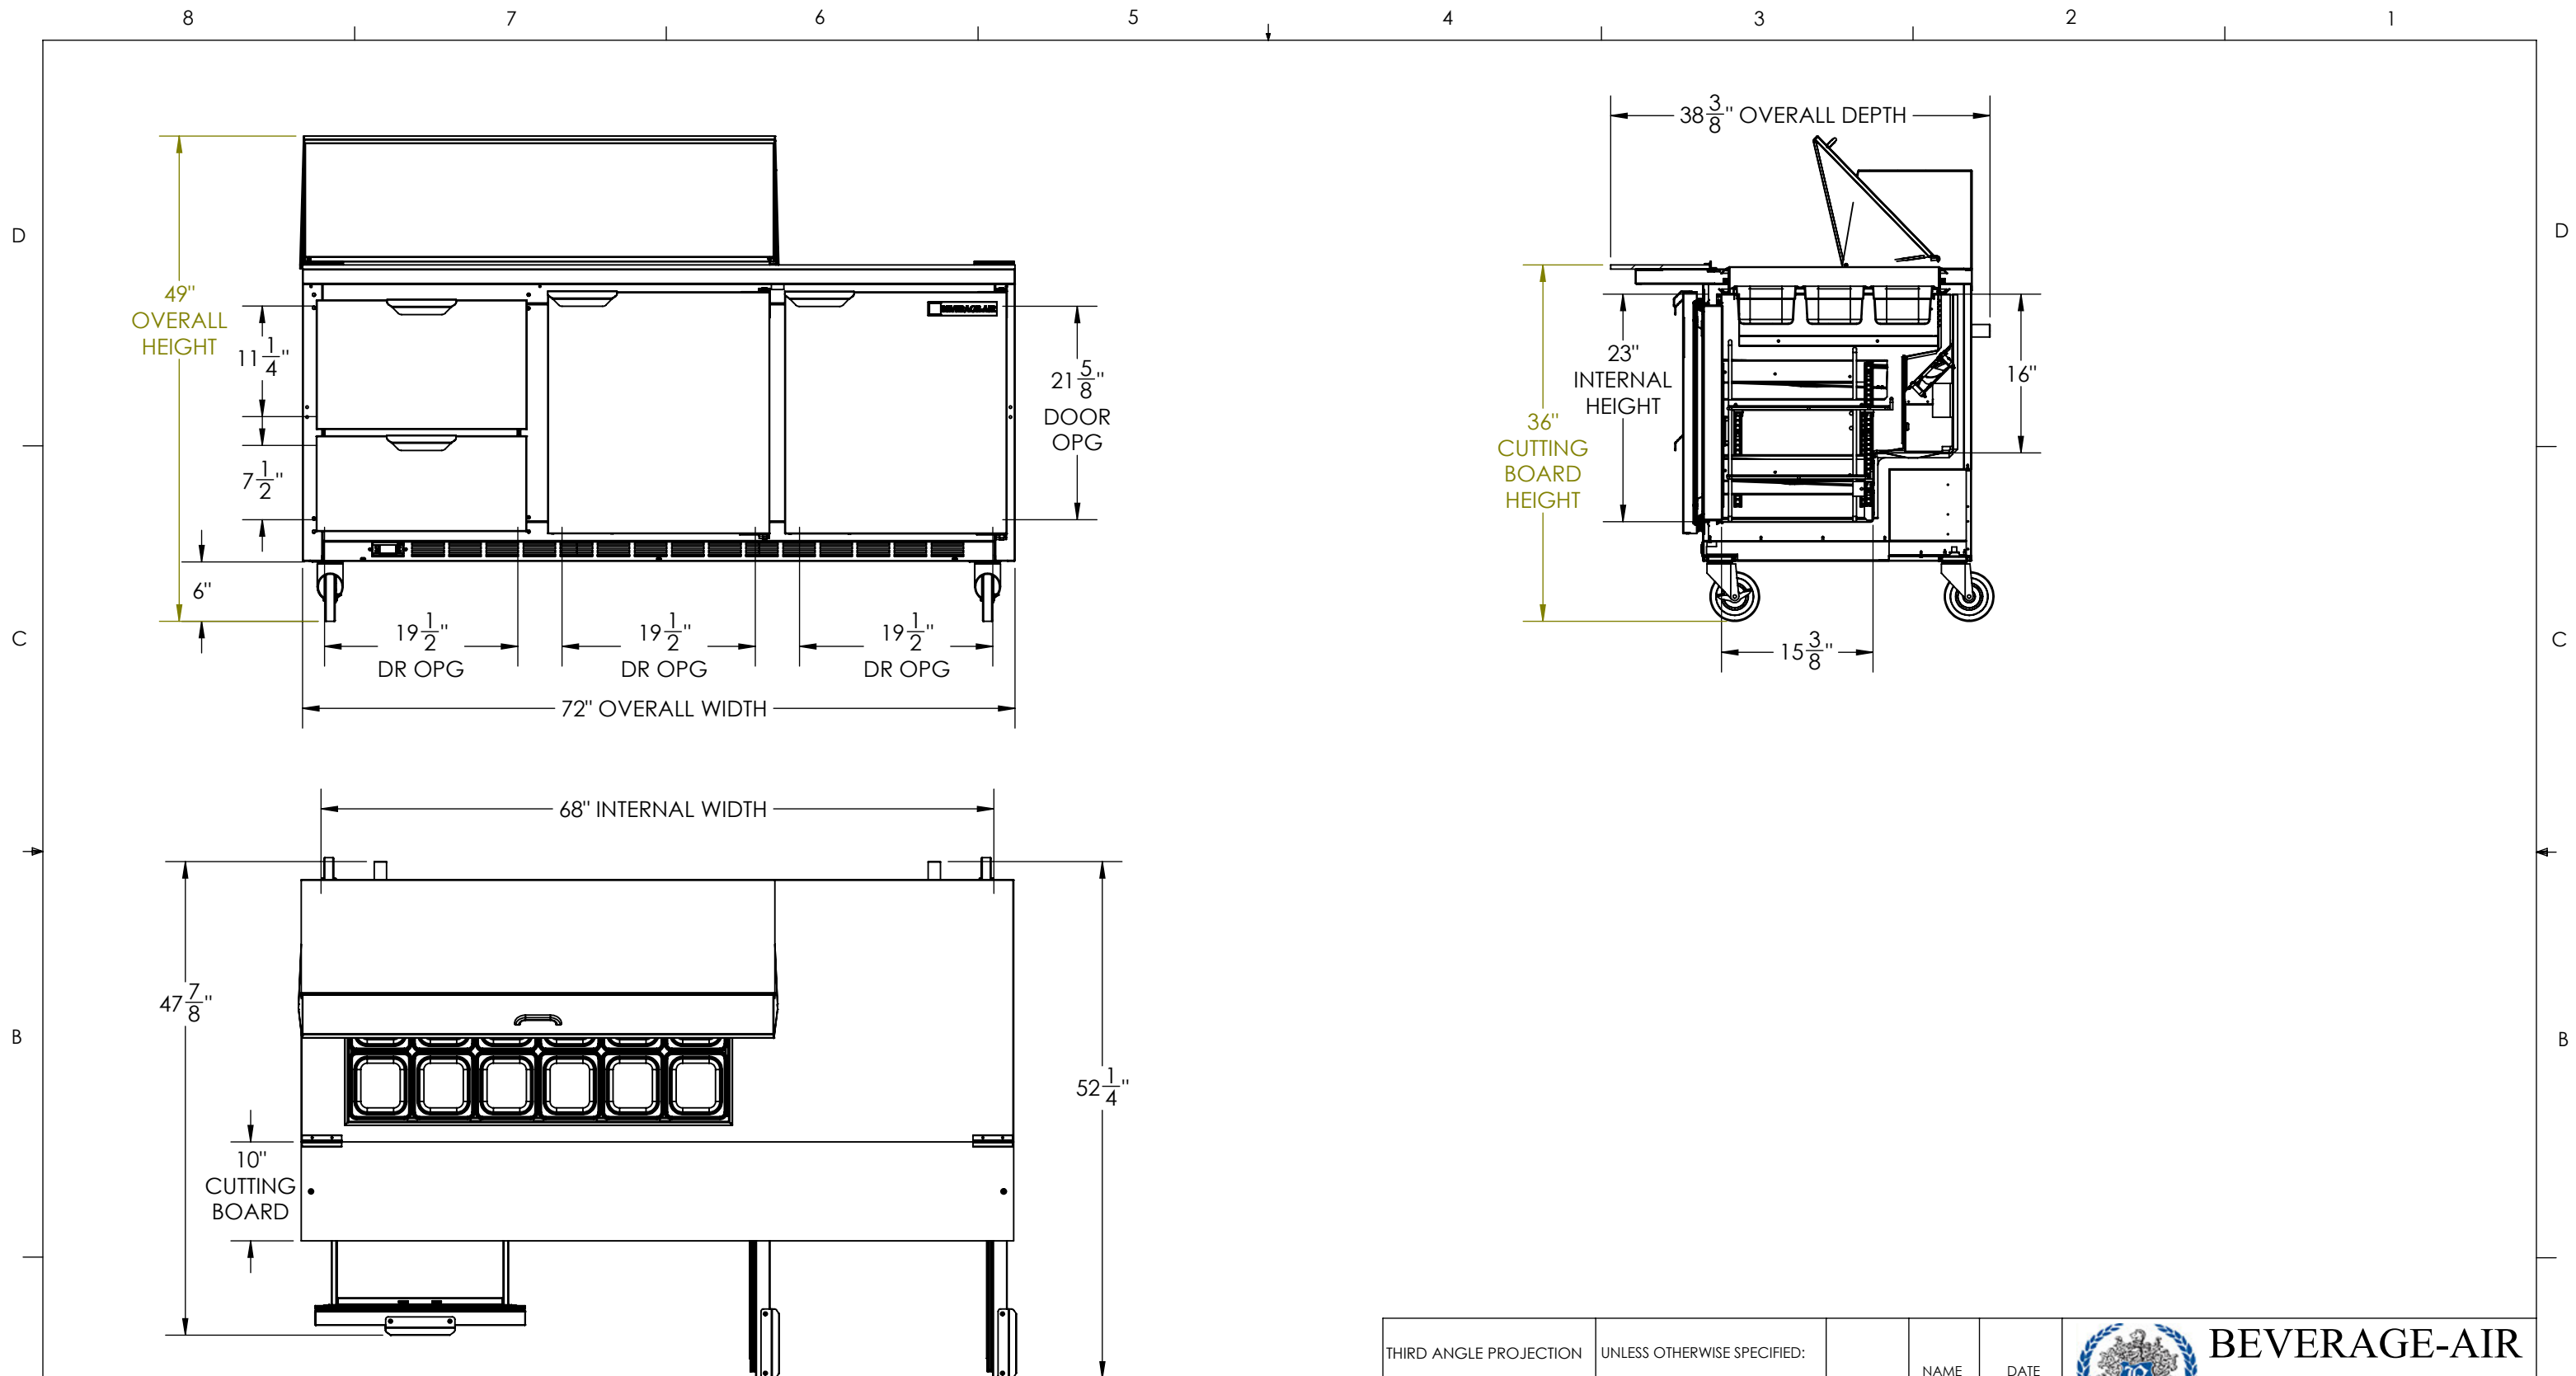 8 7 6 5 4 3 2 1
D
D
C
C
B
B
49"
OVERALL
HEIGHT
11 1/4"
7 1/2"
6"
BEVERAGE-AIR
21 5/8"
DOOR
OPG
19 1/2"
DR OPG
19 1/2"
DR OPG
19 1/2"
DR OPG
72" OVERALL WIDTH
38 3/8" OVERALL DEPTH
23"
INTERNAL
HEIGHT
36"
CUTTING
BOARD
HEIGHT
16"
15 3/8"
68" INTERNAL WIDTH
47 7/8"
10"
CUTTING
BOARD
52 1/4"
THIRD ANGLE PROJECTION
UNLESS OTHERWISE SPECIFIED:
NAME
DATE
BEVERAGE-AIR